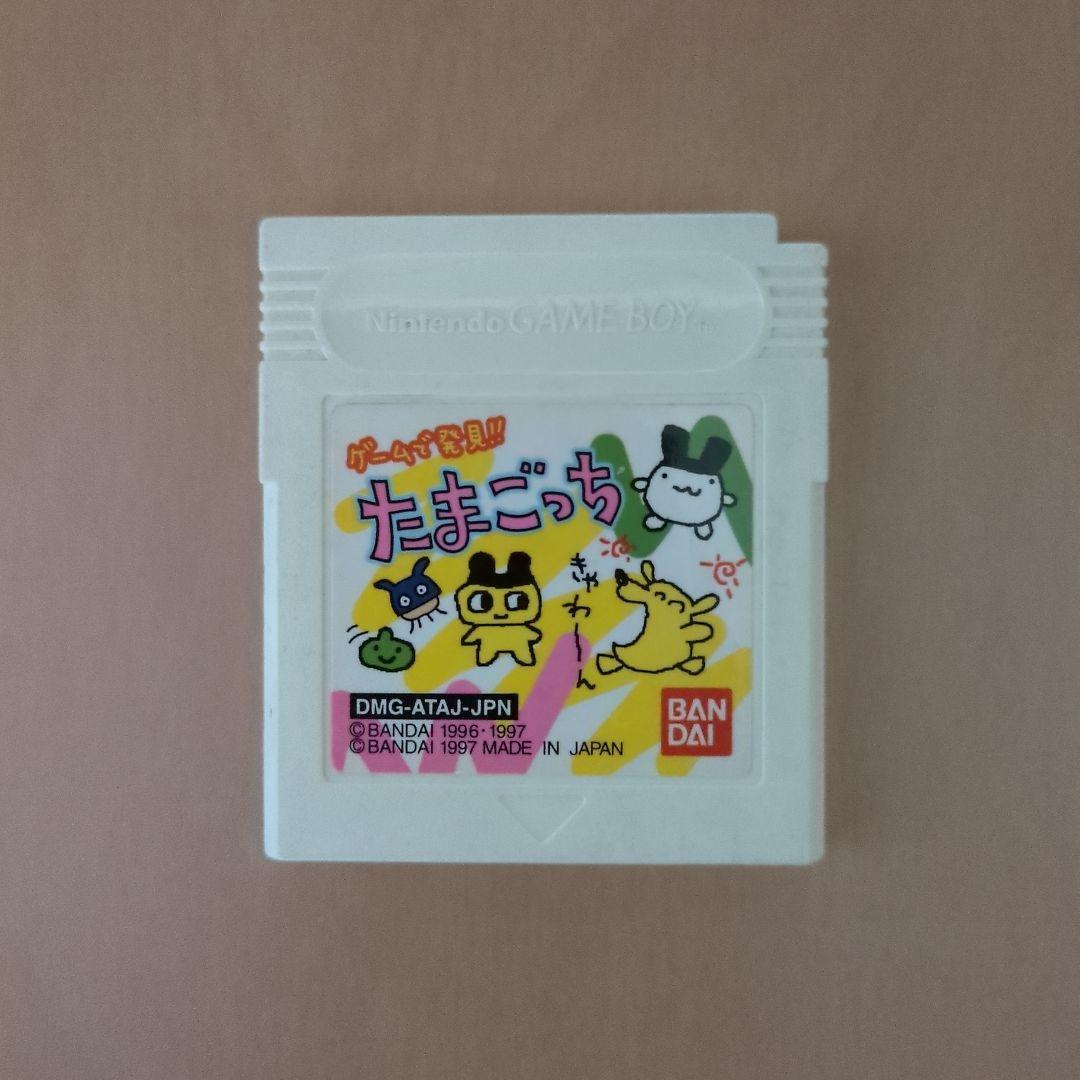 Nintendo GAME BOY TM
ゲームで発見!!
たまごっち
きゃわーん
DMG-ATAJ-JPN
©BANDAI 1996・1997
©BANDAI 1997 MADE IN JAPAN
BAN
DAI